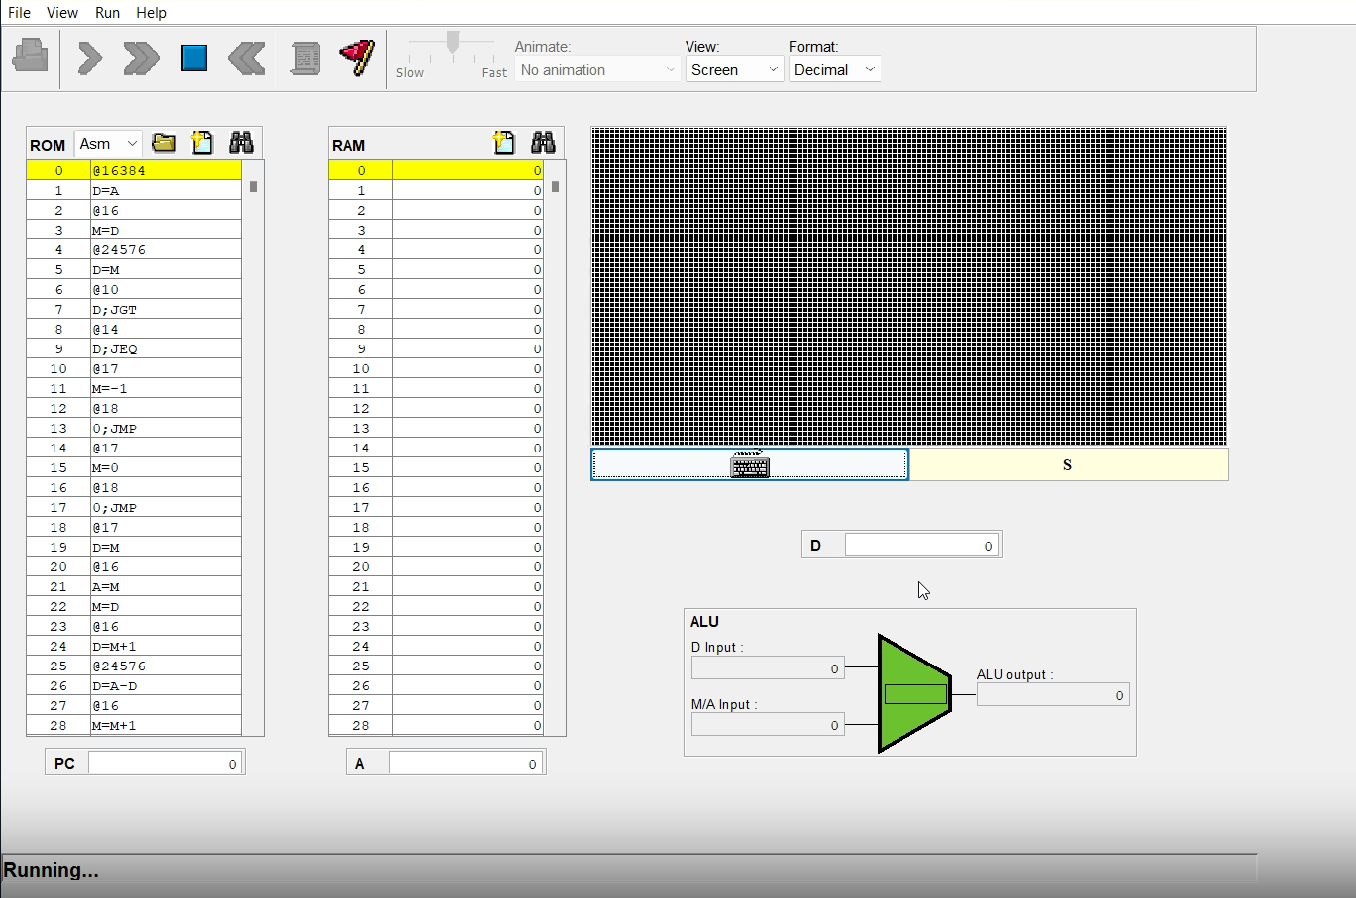 File View Run Help
Slow Fast
Animate:
No animation
View:
Screen
Format:
Decimal
ROM Asm
0 @16384
1 D=A
2 @16
3 M=D
4 @24576
5 D=M
6 @10
7 D;JGT
8 @14
9 D;JEQ
10 @17
11 M=-1
12 @18
13 0;JMP
14 @17
15 M=0
16 @18
17 0;JMP
18 @17
19 D=M
20 @16
21 A=M
22 M=D
23 @16
24 D=M+1
25 @24576
26 D=A-D
27 @16
28 M=M+1
PC 0
RAM
0 0
1 0
2 0
3 0
4 0
5 0
6 0
7 0
8 0
9 0
10 0
11 0
12 0
13 0
14 0
15 0
16 0
17 0
18 0
19 0
20 0
21 0
22 0
23 0
24 0
25 0
26 0
27 0
28 0
A 0
S
D 0
ALU
D Input :
0
M/A Input :
0
ALU output :
0
Running...